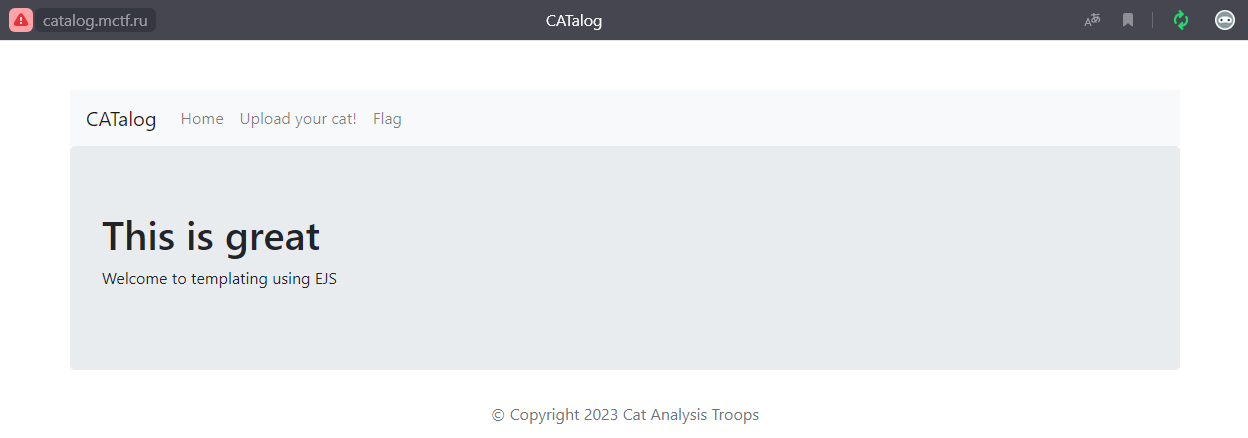 catalog.mctf.ru CATalog
CATalog Home Upload your cat! Flag
This is great
Welcome to templating using EJS
© Copyright 2023 Cat Analysis Troops